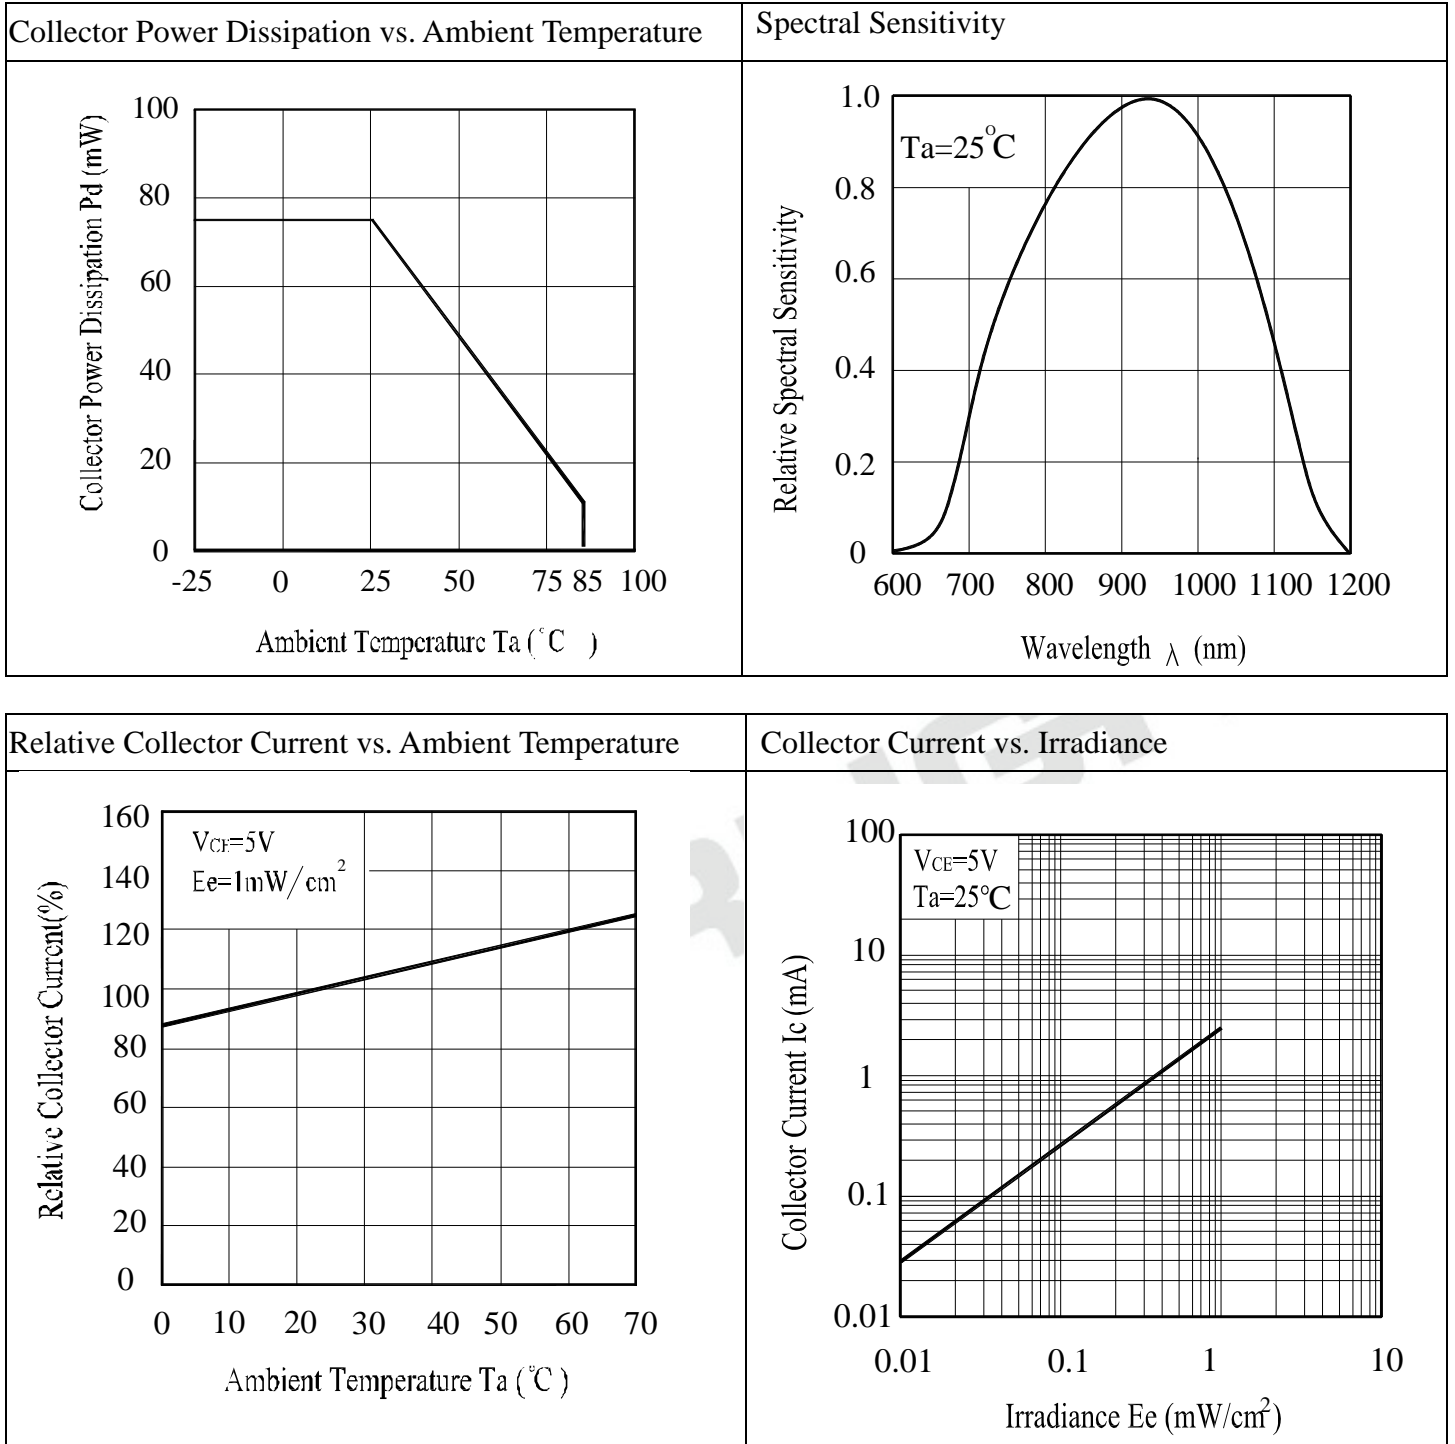 Collector Power Dissipation vs. Ambient Temperature
Collector Power Dissipation Pd (mW)
100
80
60
40
20
0
-25 0 25 50 75 85 100
Ambient Temperature Ta (°C )
Spectral Sensitivity
Ta=25°C
Relative Spectral Sensitivity
1.0
0.8
0.6
0.4
0.2
0
600 700 800 900 1000 1100 1200
Wavelength λ (nm)
Relative Collector Current vs. Ambient Temperature
VCE=5V
Ee=1mW/cm²
Relative Collector Current(%)
160
140
120
100
80
60
40
20
0
0 10 20 30 40 50 60 70
Ambient Temperature Ta (°C )
Collector Current vs. Irradiance
VCE=5V
Ta=25℃
Collector Current Ic (mA)
100
10
1
0.1
0.01
0.01 0.1 1 10
Irradiance Ee (mW/cm²)